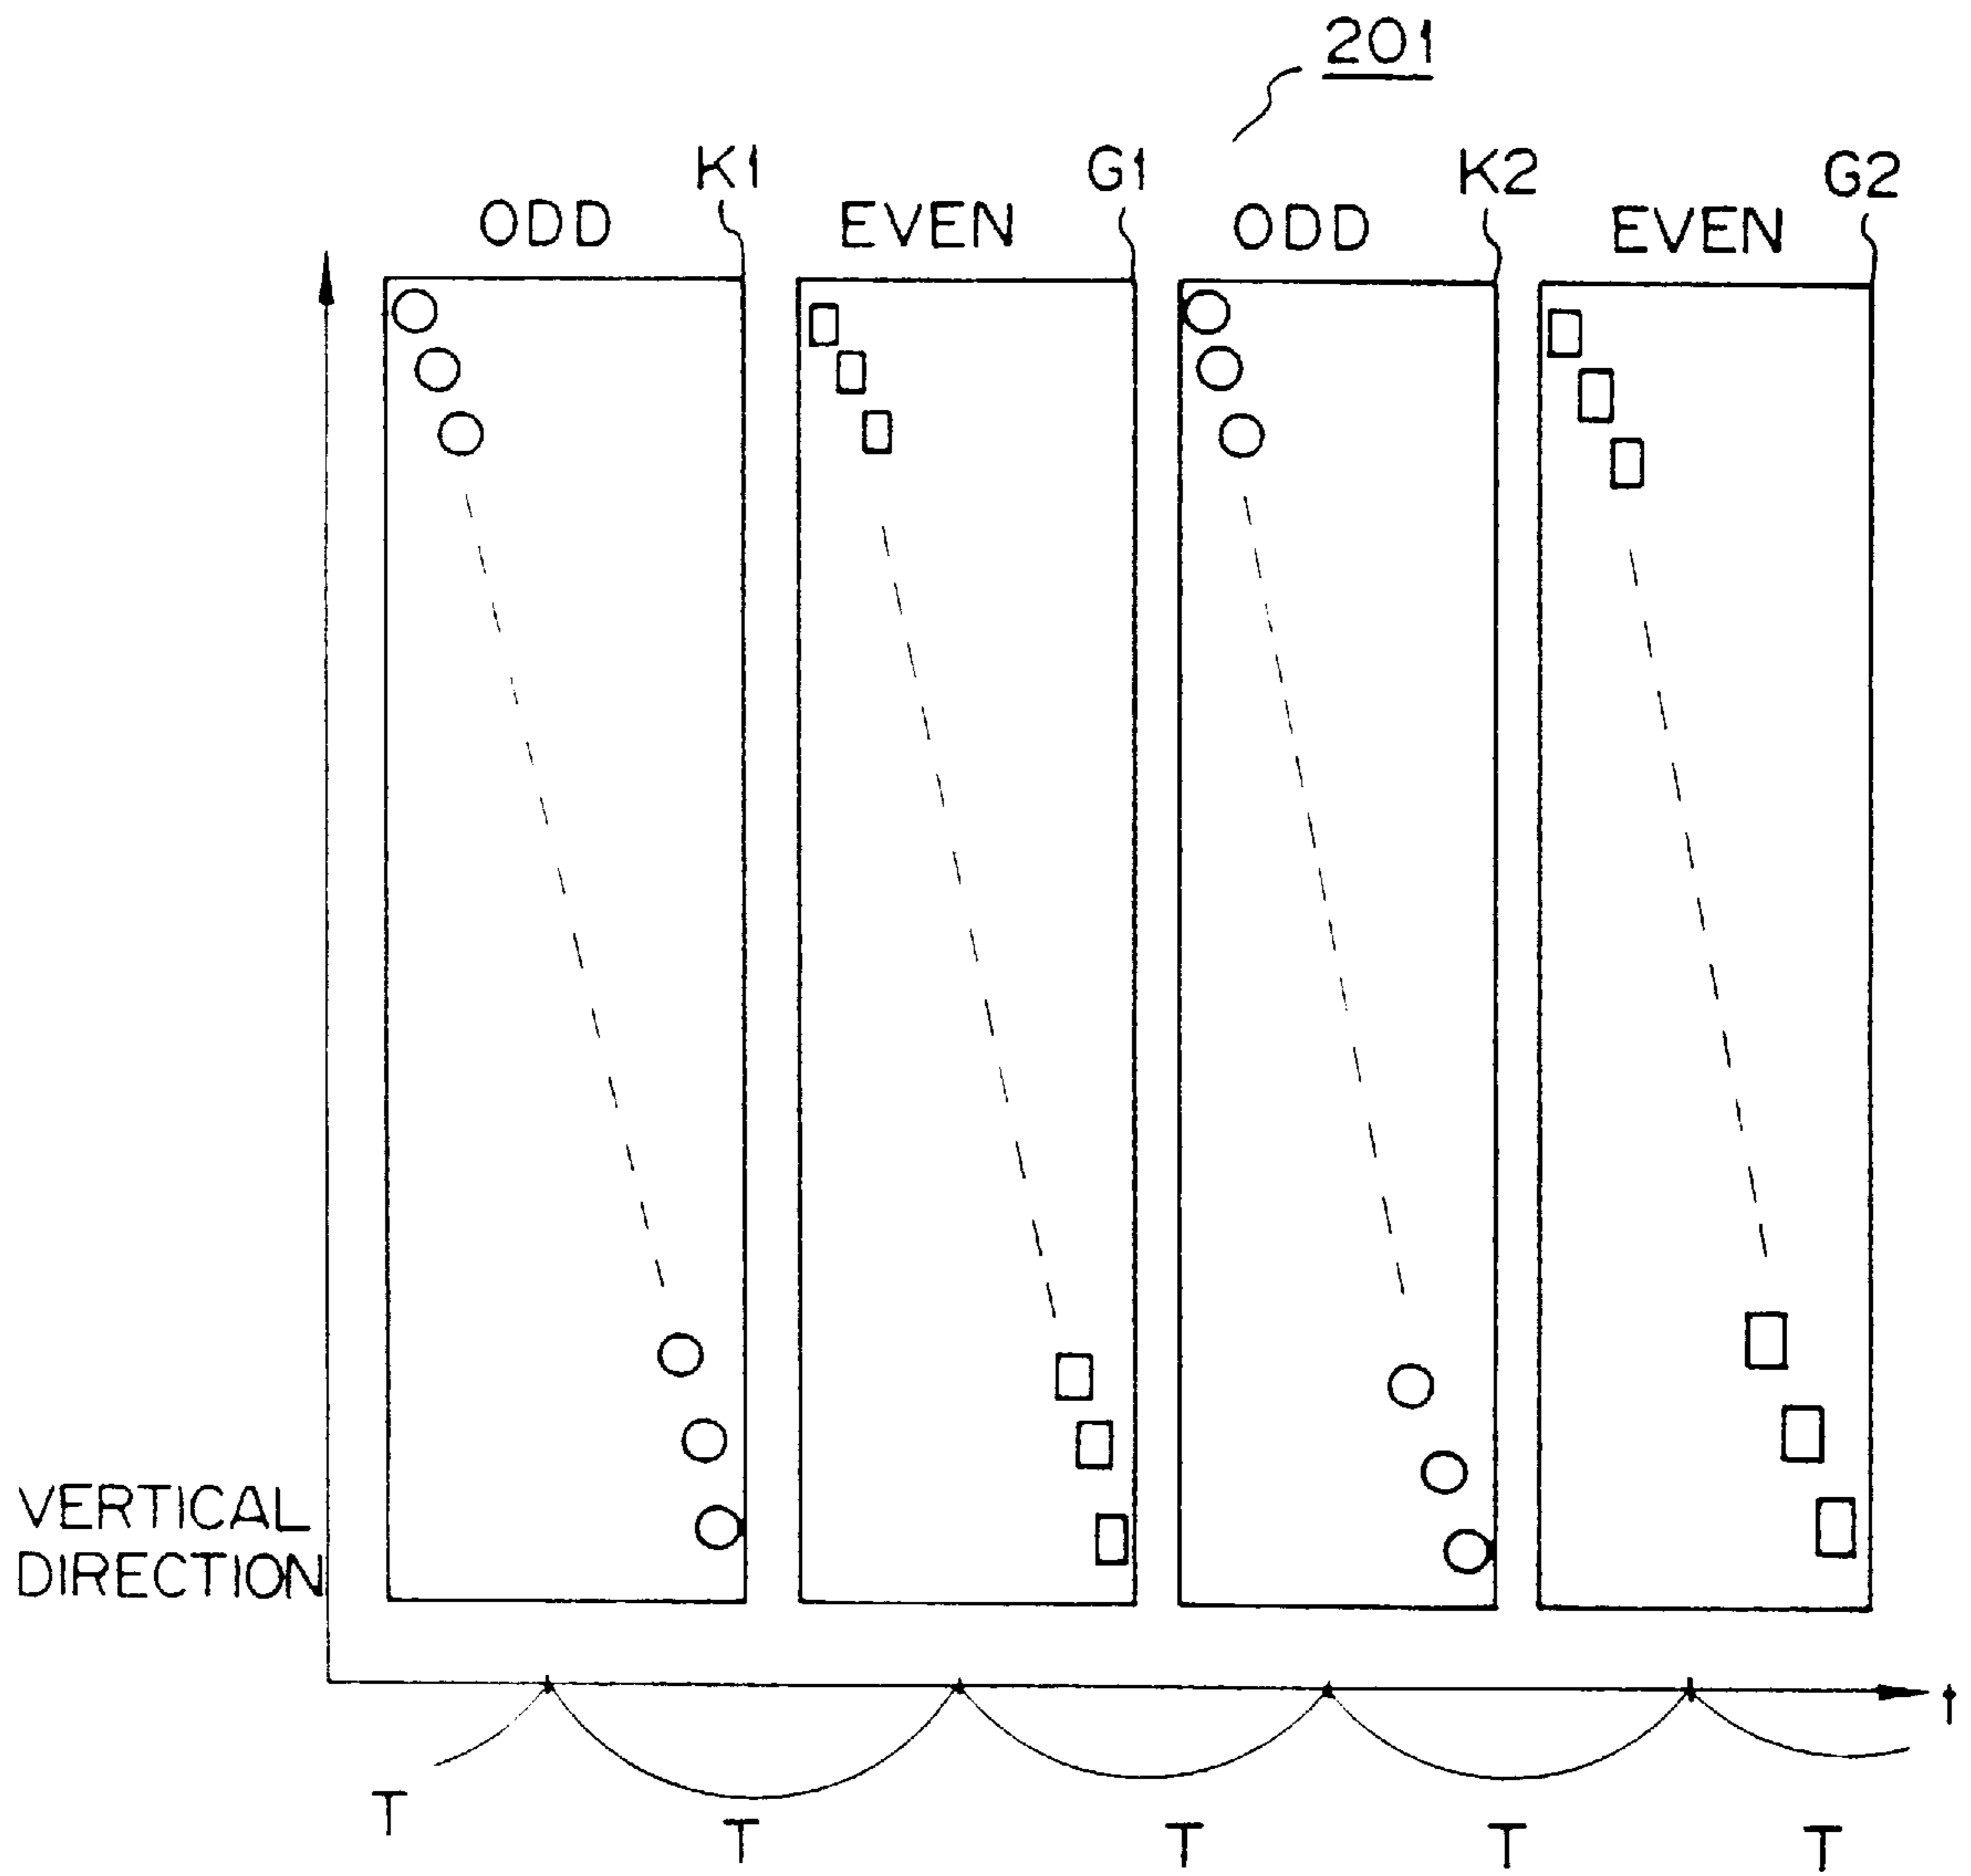 201
K1
G1
K2
G2
ODD
EVEN
ODD
EVEN
VERTICAL
DIRECTION
t
T
T
T
T
T